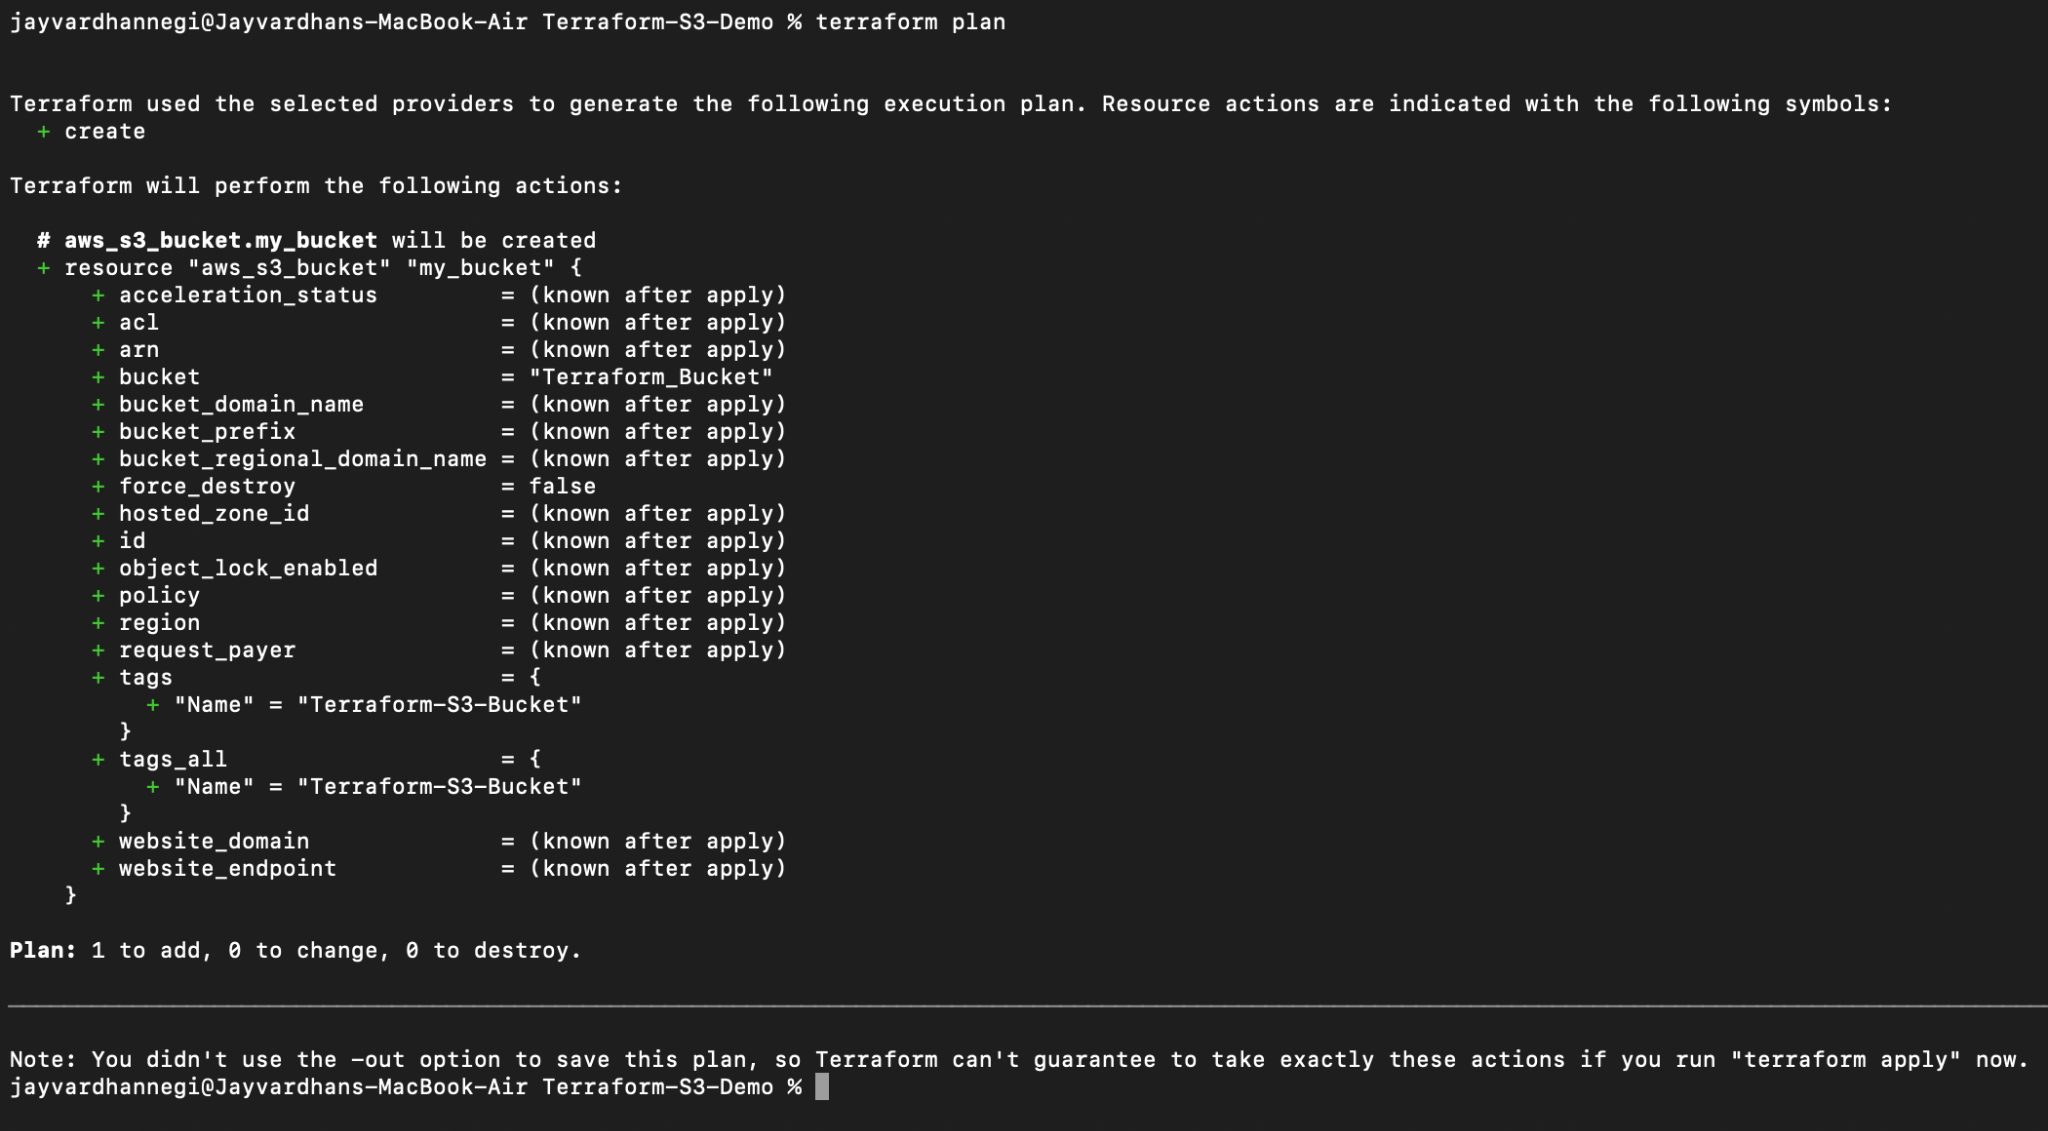 jayvardhannegi@Jayvardhans-MacBook-Air Terraform-S3-Demo % terraform plan
Terraform used the selected providers to generate the following execution plan. Resource actions are indicated with the following symbols:
  + create
Terraform will perform the following actions:
  # aws_s3_bucket.my_bucket will be created
  + resource "aws_s3_bucket" "my_bucket" {
      + acceleration_status         = (known after apply)
      + acl                         = (known after apply)
      + arn                         = (known after apply)
      + bucket                      = "Terraform_Bucket"
      + bucket_domain_name          = (known after apply)
      + bucket_prefix               = (known after apply)
      + bucket_regional_domain_name = (known after apply)
      + force_destroy               = false
      + hosted_zone_id              = (known after apply)
      + id                          = (known after apply)
      + object_lock_enabled         = (known after apply)
      + policy                      = (known after apply)
      + region                      = (known after apply)
      + request_payer               = (known after apply)
      + tags                        = {
          + "Name" = "Terraform-S3-Bucket"
        }
      + tags_all                    = {
          + "Name" = "Terraform-S3-Bucket"
        }
      + website_domain              = (known after apply)
      + website_endpoint            = (known after apply)
    }
Plan: 1 to add, 0 to change, 0 to destroy.
Note: You didn't use the -out option to save this plan, so Terraform can't guarantee to take exactly these actions if you run "terraform apply" now.
jayvardhannegi@Jayvardhans-MacBook-Air Terraform-S3-Demo %